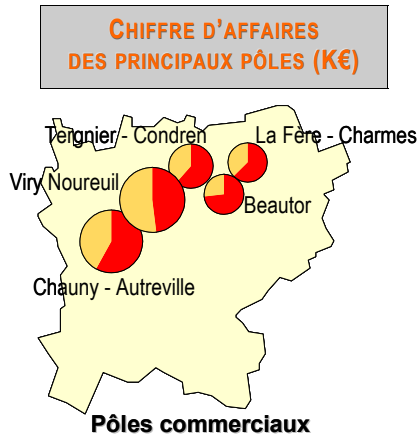 CHIFFRE D'AFFAIRES
DES PRINCIPAUX PÔLES (K€)
Tergnier - Condren
La Fère - Charmes
Viry Noureuil
Beautor
Chauny - Autreville
Pôles commerciaux